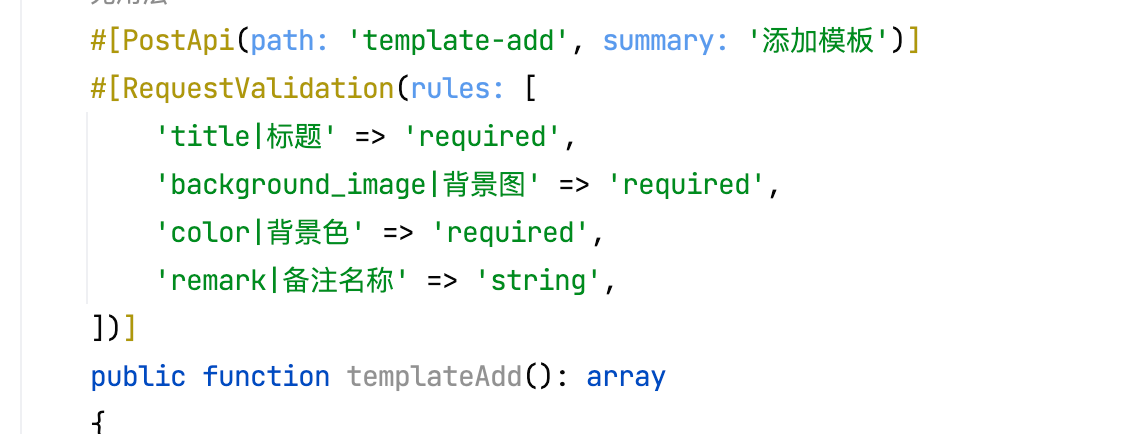 #[PostApi(path: 'template-add', summary: '添加模板')]
#[RequestValidation(rules: [
'title|标题' => 'required',
'background_image|背景图' => 'required',
'color|背景色' => 'required',
'remark|备注名称' => 'string',
])]
public function templateAdd(): array
{